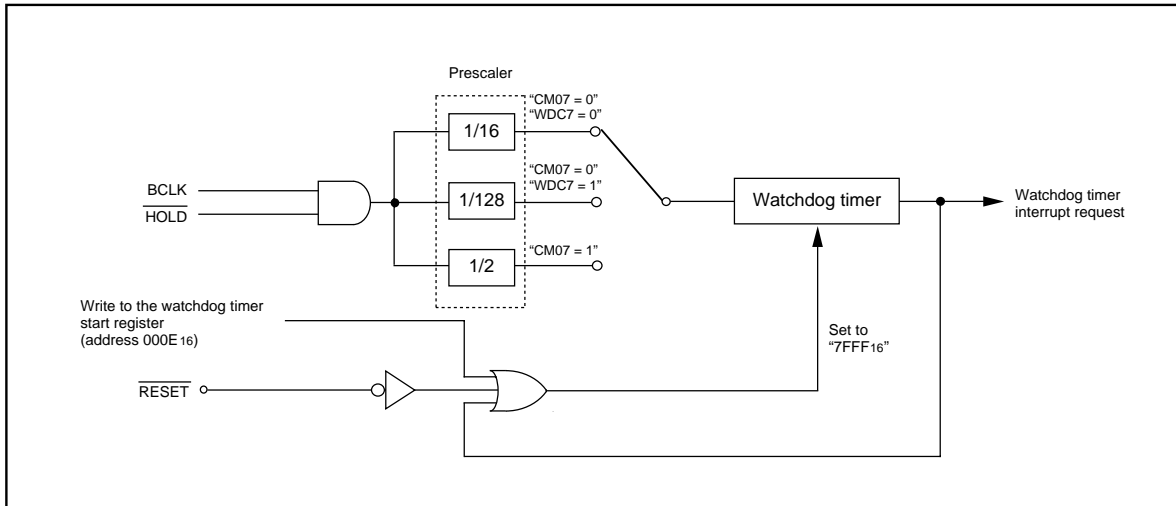 Prescaler
“CM07 = 0”
“WDC7 = 0”
1/16
“CM07 = 0”
“WDC7 = 1”
BCLK
HOLD
1/128
Watchdog timer
Watchdog timer
interrupt request
“CM07 = 1”
1/2
Write to the watchdog timer
start register
(address 000E16)
Set to
“7FFF16”
RESET